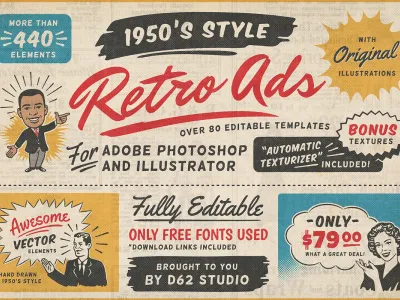 MORE THAN
440
ELEMENTS
1950'S STYLE
WITH
Original
ILLUSTRATIONS
Retro Ads
OVER 80 EDITABLE TEMPLATES
For ADOBE PHOTOSHOP
AND ILLUSTRATOR
"AUTOMATIC
TEXTURIZER" INCLUDED!
BONUS
TEXTURES
Awesome
VECTOR
ELEMENTS
HAND DRAWN
1950'S STYLE
Fully Editable
ONLY FREE FONTS USED
*DOWNLOAD LINKS INCLUDED
BROUGHT TO YOU
BY D62 STUDIO
-ONLY-
$79.00
WHAT A GREAT DEAL!